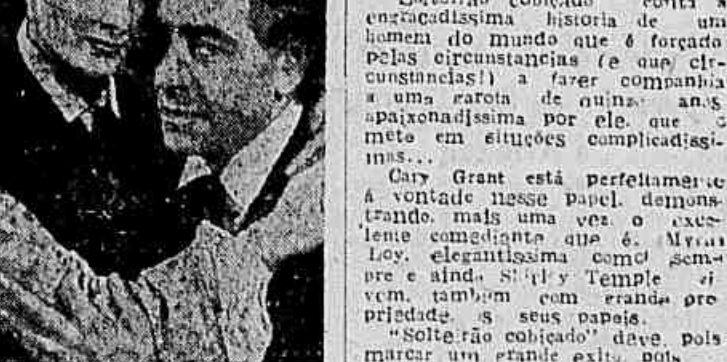 cobiçado" conta a
engraçadissima historia de um
homem do mundo que é forçado
pelas circunstancias (e que cir-
cunstancias!) a fazer companhia
a uma garota de quinze anos
apaixonadissima por ele, que o
mete em situções complicadissi-
mas...
Cary Grant está perfeitamente
á vontade nesse papel, demons-
trando, mais uma vez, o exce-
lente comediante que é. Myrna
Loy, elegantissima como sem-
pre e ainda Shirley Temple vi-
vem, tambem com grande pro
priedade, seus papeis.
"Solteirão cobiçado" deve, pois
marcar um grande exito